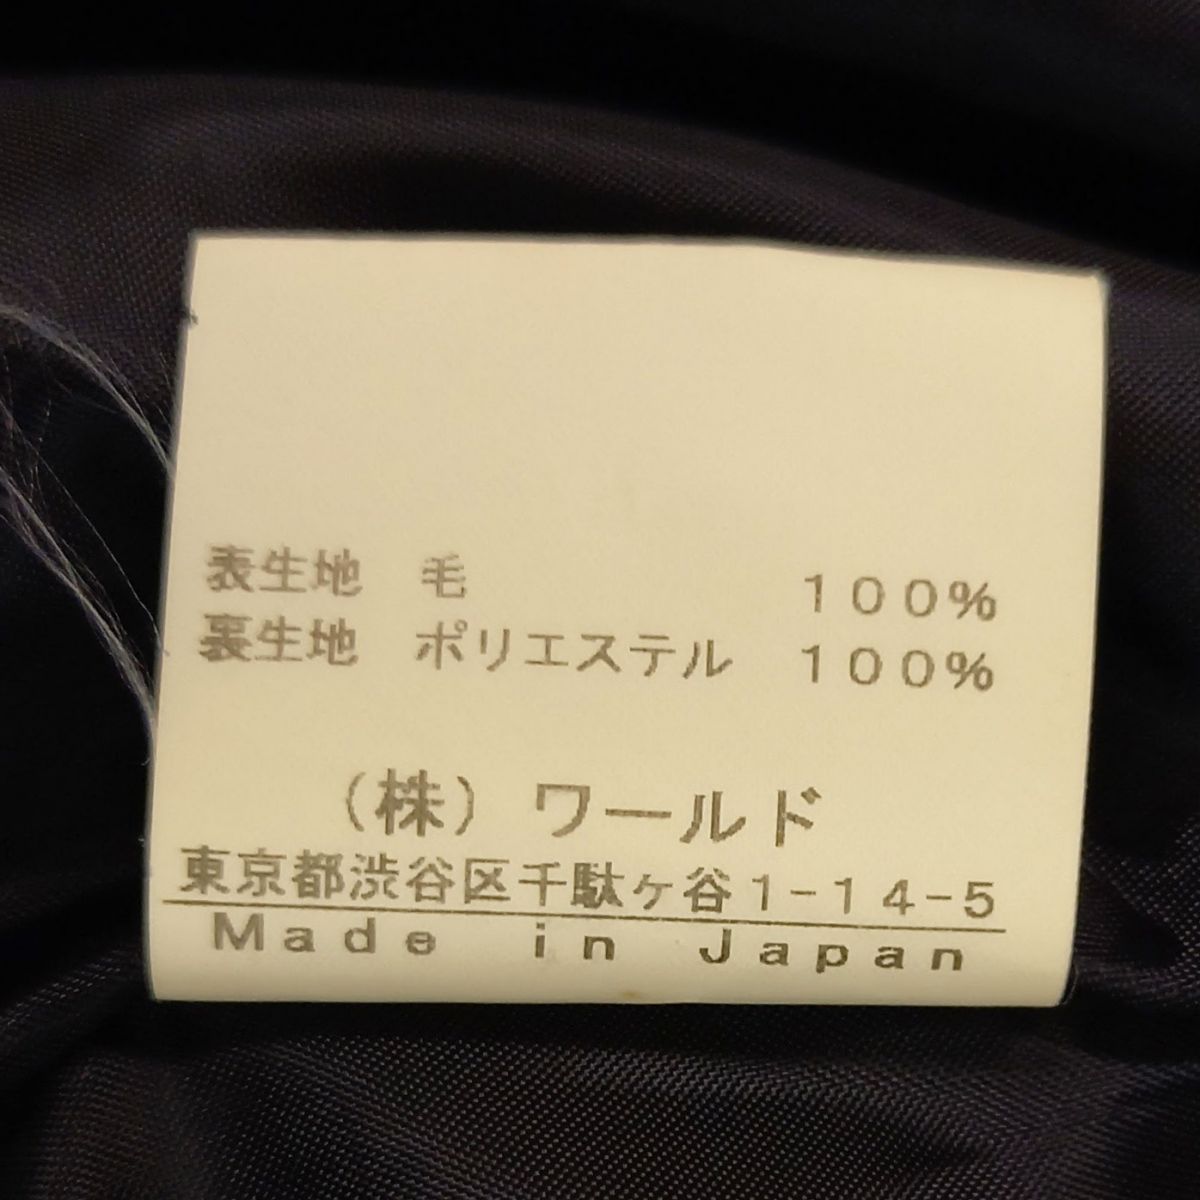 表生地 毛 100%
裏生地 ポリエステル 100%
(株) ワールド
東京都渋谷区千駄ヶ谷1-14-5
Made in Japan